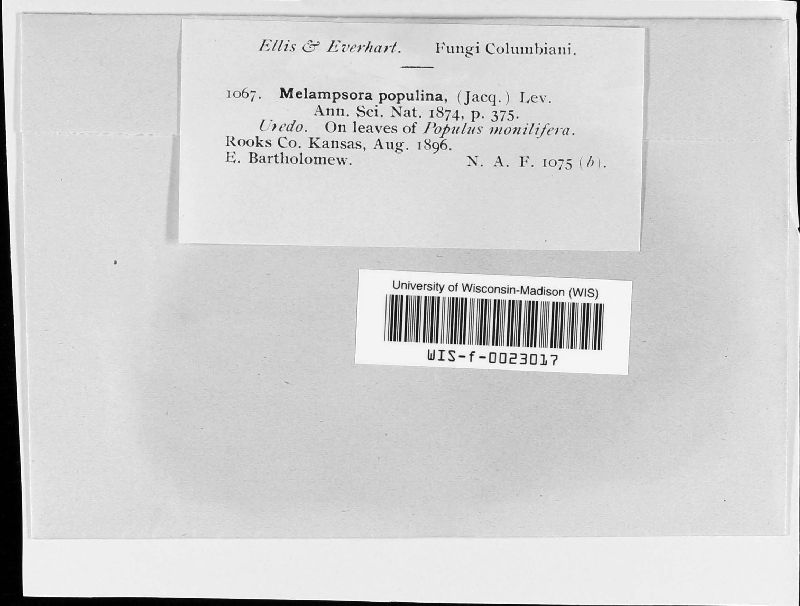 Ellis & Everhart. Fungi Columbiani.
1067. Melampsora populina, (Jacq.) Lev.
Ann. Sci. Nat. 1874, p. 375.
Uredo. On leaves of Populus monilifera.
Rooks Co. Kansas, Aug. 1896.
E. Bartholomew. N. A. F. 1075 (b).
University of Wisconsin-Madison (WIS)
WIS-f-0023017